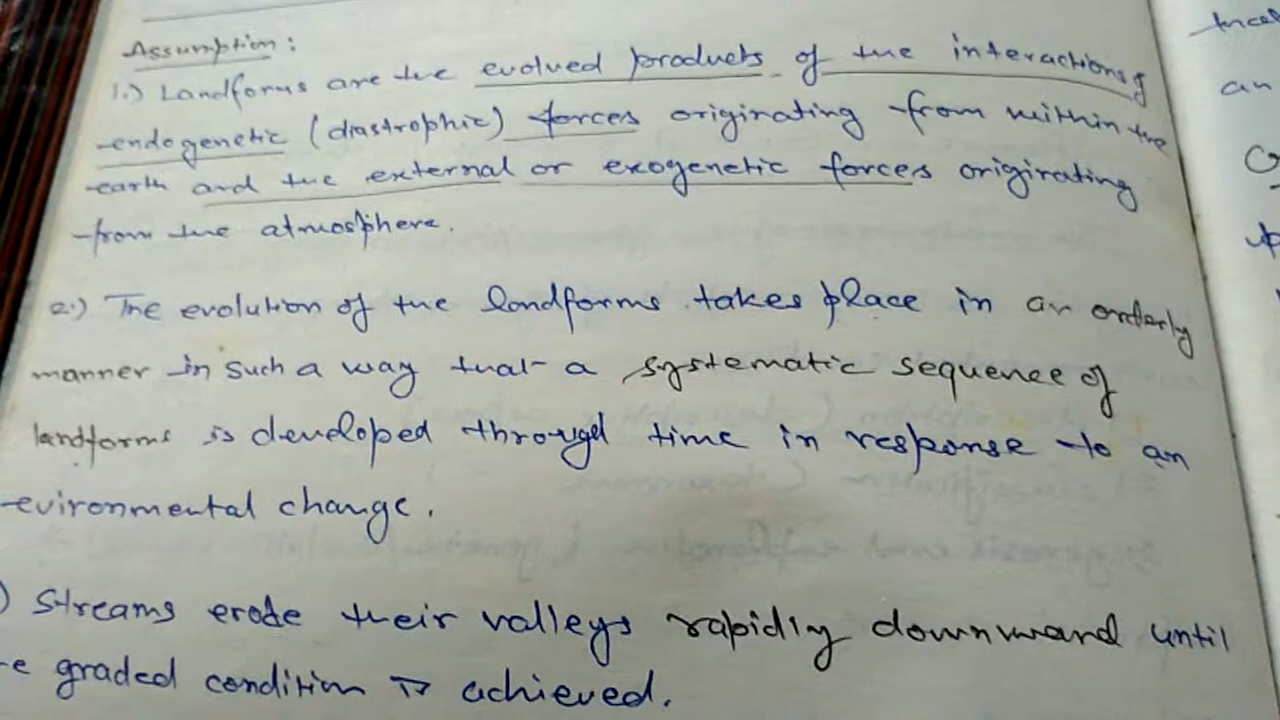 Assumption:
1.) Landforms are the evolved products of the interactions of
endogenetic (diastrophic) forces originating from within the
earth and the external or exogenetic forces originating
from the atmosphere.
2.) The evolution of the landforms takes place in an orderly
manner in such a way that a systematic sequence of
landforms is developed through time in response to an
evironmental change.
) Streams erode their valleys rapidly downward until
e graded condition is achieved.
an